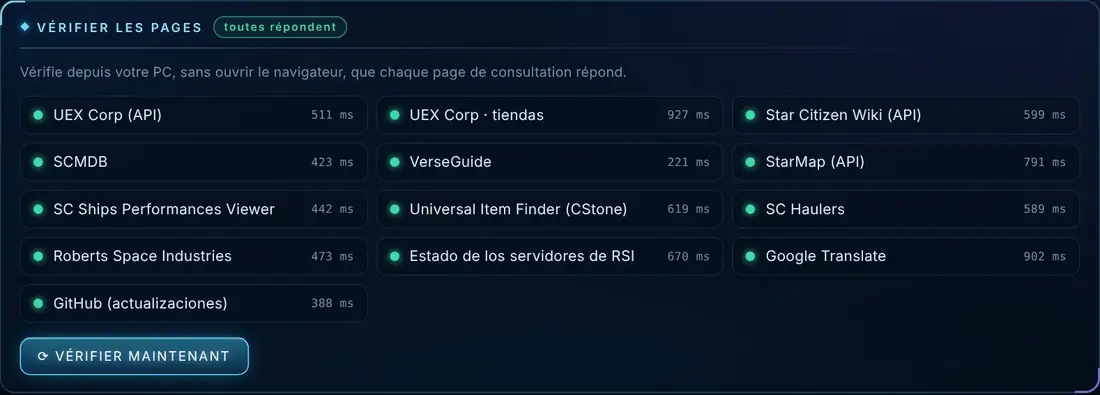 VÉRIFIER LES PAGES toutes répondent
Vérifie depuis votre PC, sans ouvrir le navigateur, que chaque page de consultation répond.
UEX Corp (API) 511 ms
UEX Corp · tiendas 927 ms
Star Citizen Wiki (API) 599 ms
SCMDB 423 ms
VerseGuide 221 ms
StarMap (API) 791 ms
SC Ships Performances Viewer 442 ms
Universal Item Finder (CStone) 619 ms
SC Haulers 589 ms
Roberts Space Industries 473 ms
Estado de los servidores de RSI 670 ms
Google Translate 902 ms
GitHub (actualizaciones) 388 ms
⟳ VÉRIFIER MAINTENANT